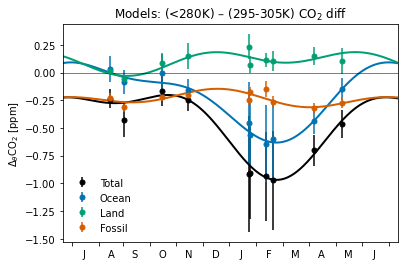 Models: (<280K) – (295-305K) CO₂ diff
ΔθCO₂ [ppm]
0.25
0.00
−0.25
−0.50
−0.75
−1.00
−1.25
−1.50
Total
Ocean
Land
Fossil
J A S O N D J F M A M J